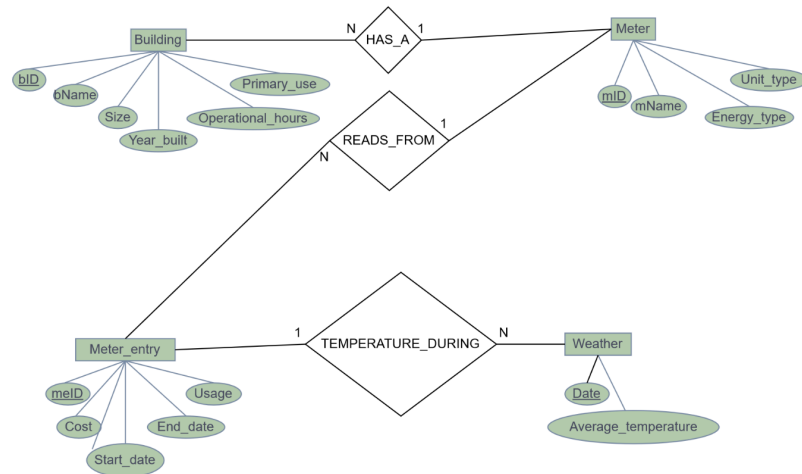 N
1
HAS_A
Building
Meter
bID
bName
Size
Year_built
Operational_hours
Primary_use
mID
mName
Energy_type
Unit_type
1
READS_FROM
N
1
TEMPERATURE_DURING
N
Meter_entry
Weather
meID
Cost
Start_date
End_date
Usage
Date
Average_temperature